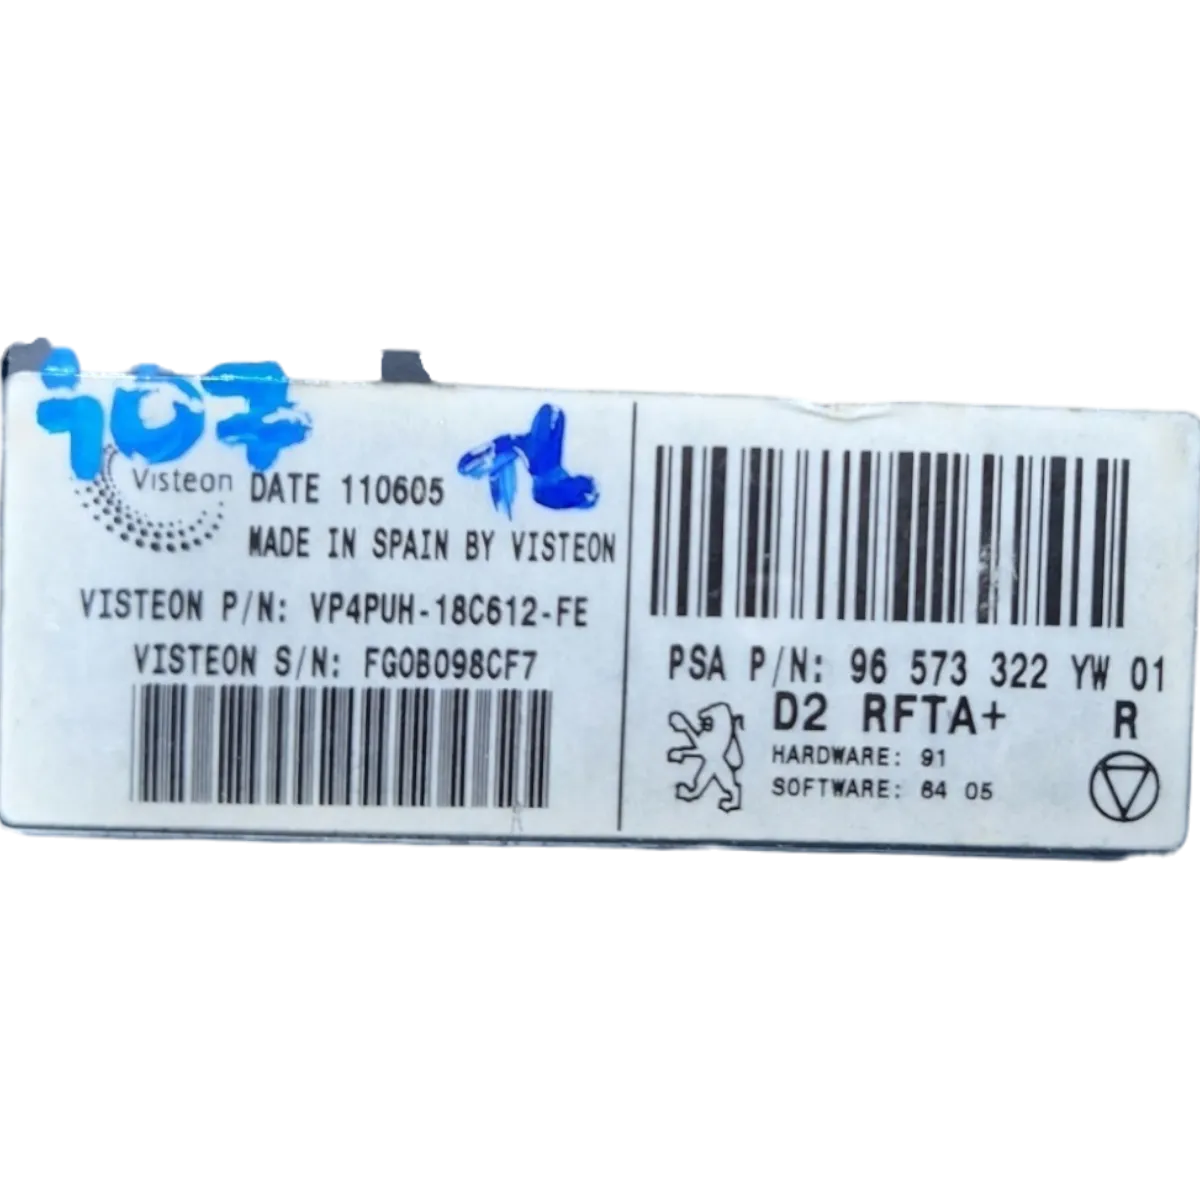 407
Visteon DATE 110605
MADE IN SPAIN BY VISTEON
VISTEON P/N: VP4PUH-18C612-FE
VISTEON S/N: FG0B098CF7
PSA P/N: 96 573 322 YW 01
D2 RFTA+ R
HARDWARE: 91
SOFTWARE: 64 05